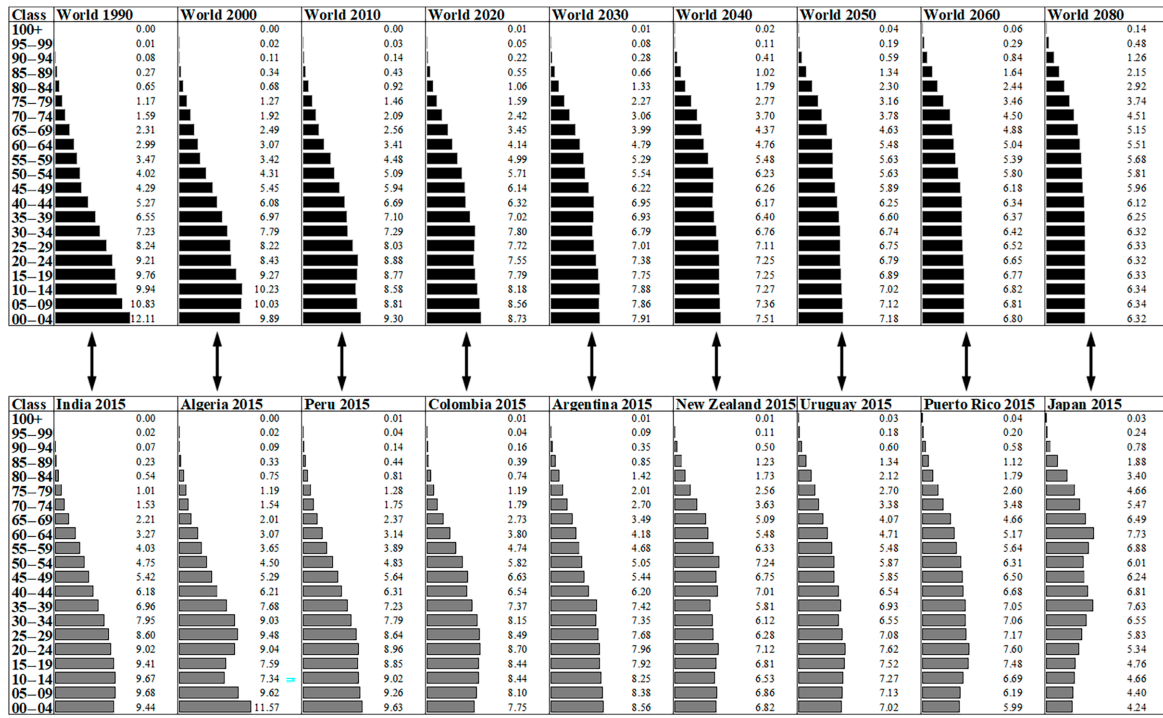 Class World 1990 World 2000 World 2010 World 2020 World 2030 World 2040 World 2050 World 2060 World 2080
100+ 0.00 0.00 0.00 0.01 0.01 0.02 0.04 0.06 0.14
95–99 0.01 0.02 0.03 0.05 0.08 0.11 0.19 0.29 0.48
90–94 0.08 0.11 0.14 0.22 0.28 0.41 0.59 0.84 1.26
85–89 0.27 0.34 0.43 0.55 0.66 1.02 1.34 1.64 2.15
80–84 0.65 0.68 0.92 1.06 1.33 1.79 2.30 2.44 2.92
75–79 1.17 1.27 1.46 1.59 2.27 2.77 3.16 3.46 3.74
70–74 1.59 1.92 2.09 2.42 3.06 3.70 3.78 4.50 4.51
65–69 2.31 2.49 2.56 3.45 3.99 4.37 4.63 4.88 5.15
60–64 2.99 3.07 3.41 4.14 4.79 4.76 5.48 5.04 5.51
55–59 3.47 3.42 4.48 4.99 5.29 5.48 5.63 5.39 5.68
50–54 4.02 4.31 5.09 5.71 5.54 6.23 5.63 5.80 5.81
45–49 4.29 5.45 5.94 6.14 6.22 6.26 5.89 6.18 5.96
40–44 5.27 6.08 6.69 6.32 6.95 6.17 6.25 6.34 6.12
35–39 6.55 6.97 7.10 7.02 6.93 6.40 6.60 6.37 6.25
30–34 7.23 7.79 7.29 7.80 6.79 6.76 6.74 6.42 6.32
25–29 8.24 8.22 8.03 7.72 7.01 7.11 6.75 6.52 6.33
20–24 9.21 8.43 8.88 7.55 7.38 7.25 6.79 6.65 6.32
15–19 9.76 9.27 8.77 7.79 7.75 7.25 6.89 6.77 6.33
10–14 9.94 10.23 8.58 8.18 7.88 7.27 7.02 6.82 6.34
05–09 10.83 10.03 8.81 8.56 7.86 7.36 7.12 6.81 6.34
00–04 12.11 9.89 9.30 8.73 7.91 7.51 7.18 6.80 6.32
Class India 2015 Algeria 2015 Peru 2015 Colombia 2015 Argentina 2015 New Zealand 2015 Uruguay 2015 Puerto Rico 2015 Japan 2015
100+ 0.00 0.00 0.01 0.01 0.01 0.01 0.03 0.04 0.03
95–99 0.02 0.02 0.04 0.04 0.09 0.11 0.18 0.20 0.24
90–94 0.07 0.09 0.14 0.16 0.35 0.50 0.60 0.58 0.78
85–89 0.23 0.33 0.44 0.39 0.85 1.23 1.34 1.12 1.88
80–84 0.54 0.75 0.81 0.74 1.42 1.73 2.12 1.79 3.40
75–79 1.01 1.19 1.28 1.19 2.01 2.56 2.70 2.60 4.66
70–74 1.53 1.54 1.75 1.79 2.70 3.63 3.38 3.48 5.47
65–69 2.21 2.01 2.37 2.73 3.49 5.09 4.07 4.66 6.49
60–64 3.27 3.07 3.14 3.80 4.18 5.48 4.71 5.17 7.73
55–59 4.03 3.65 3.89 4.74 4.68 6.33 5.48 5.64 6.88
50–54 4.75 4.50 4.83 5.82 5.05 7.24 5.87 6.31 6.01
45–49 5.42 5.29 5.64 6.63 5.44 6.75 5.85 6.50 6.24
40–44 6.18 6.21 6.31 6.54 6.20 7.01 6.54 6.68 6.81
35–39 6.96 7.68 7.23 7.37 7.42 5.81 6.93 7.05 7.63
30–34 7.95 9.03 7.79 8.15 7.35 6.12 6.55 7.06 6.55
25–29 8.60 9.48 8.64 8.49 7.68 6.28 7.08 7.17 5.83
20–24 9.02 9.04 8.96 8.70 7.96 7.12 7.62 7.60 5.34
15–19 9.41 7.59 8.85 8.44 7.92 6.81 7.52 7.48 4.76
10–14 9.67 7.34 9.02 8.44 8.25 6.53 7.27 6.69 4.66
05–09 9.68 9.62 9.26 8.10 8.38 6.86 7.13 6.19 4.40
00–04 9.44 11.57 9.63 7.75 8.56 6.82 7.02 5.99 4.24